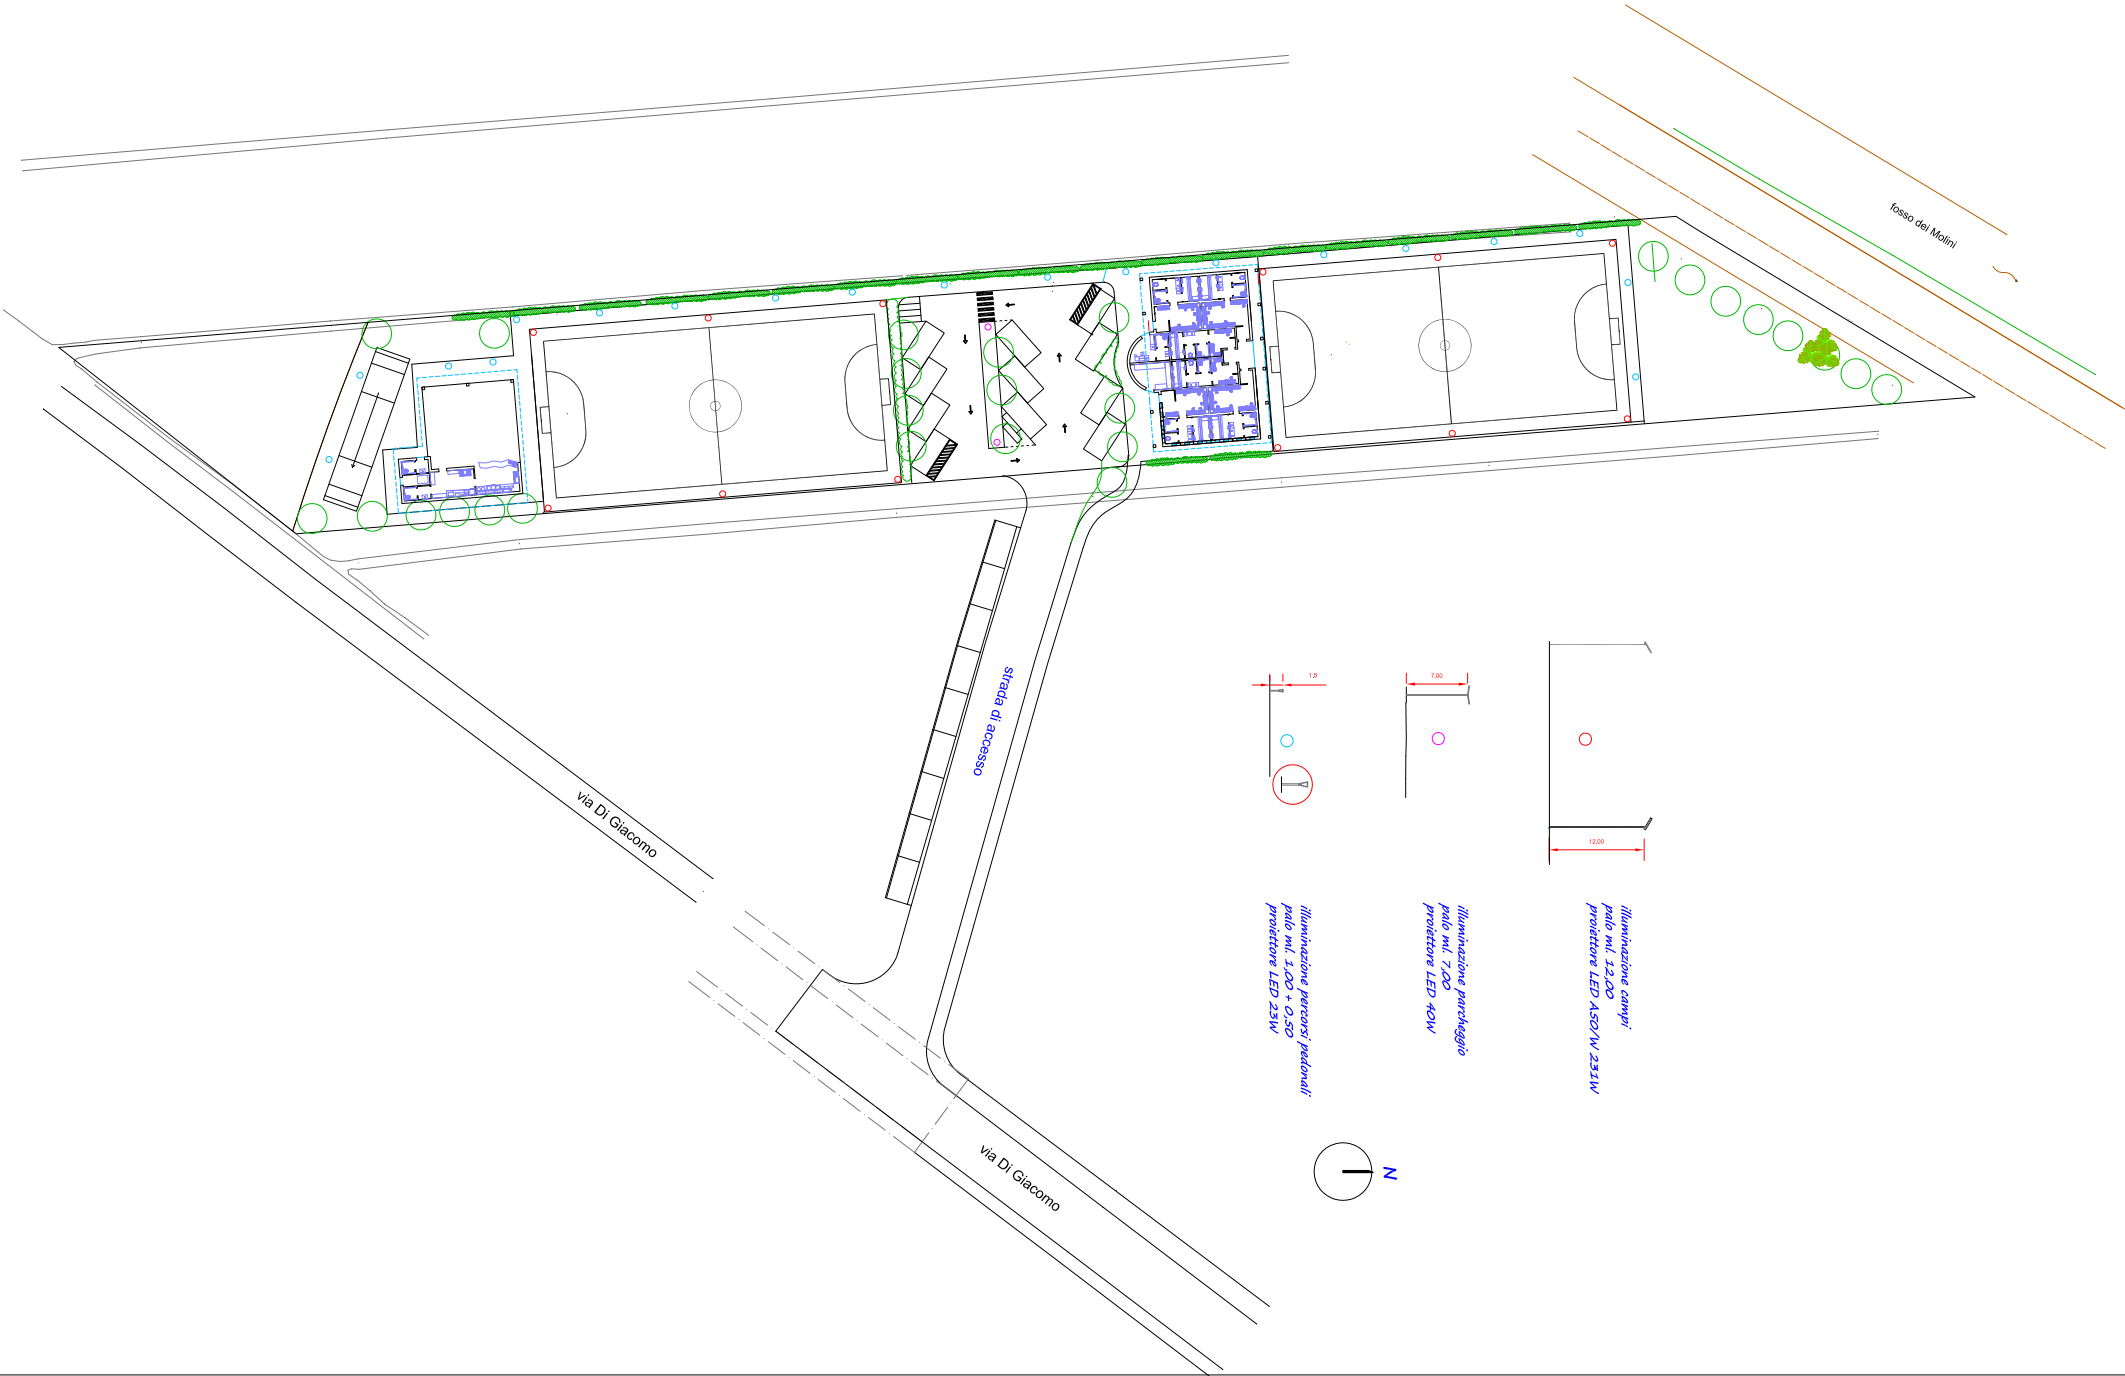 fosso dei Molini
strada di accesso
via Di Giacomo
via Di Giacomo
1,5
7,00
12,00
illuminazione percorsi pedonali
palo ml. 1,00 + 0,50
proiettore LED 23W
illuminazione parcheggio
palo ml. 7,00
proiettore LED 40W
illuminazione campi
palo ml. 12,00
proiettore LED A50/W 231W
N